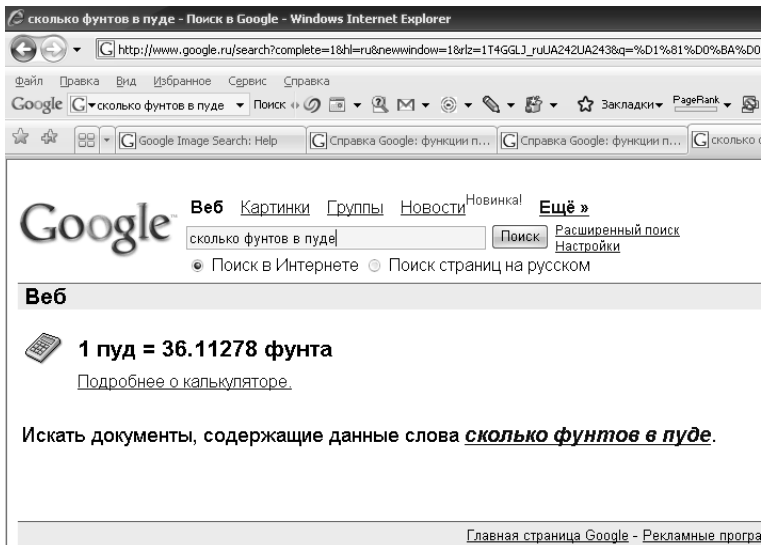 сколько фунтов в пуде - Поиск в Google - Windows Internet Explorer
http://www.google.ru/search?complete=1&hl=ru&newwindow=1&rlz=1T4GGLJ_ruUA242UA243&q=%D1%81%D0%BA%D0
Файл Правка Вид Избранное Сервис Справка
Google сколько фунтов в пуде Поиск Закладки PageRank
Google Image Search: Help Справка Google: функции п... Справка Google: функции п... сколько
Google Веб Картинки Группы Новости Новинка! Ещё »
сколько фунтов в пуде Поиск Расширенный поиск
Настройки
Поиск в Интернете Поиск страниц на русском
Веб
1 пуд = 36.11278 фунта
Подробнее о калькуляторе.
Искать документы, содержащие данные слова сколько фунтов в пуде.
Главная страница Google - Рекламные програ